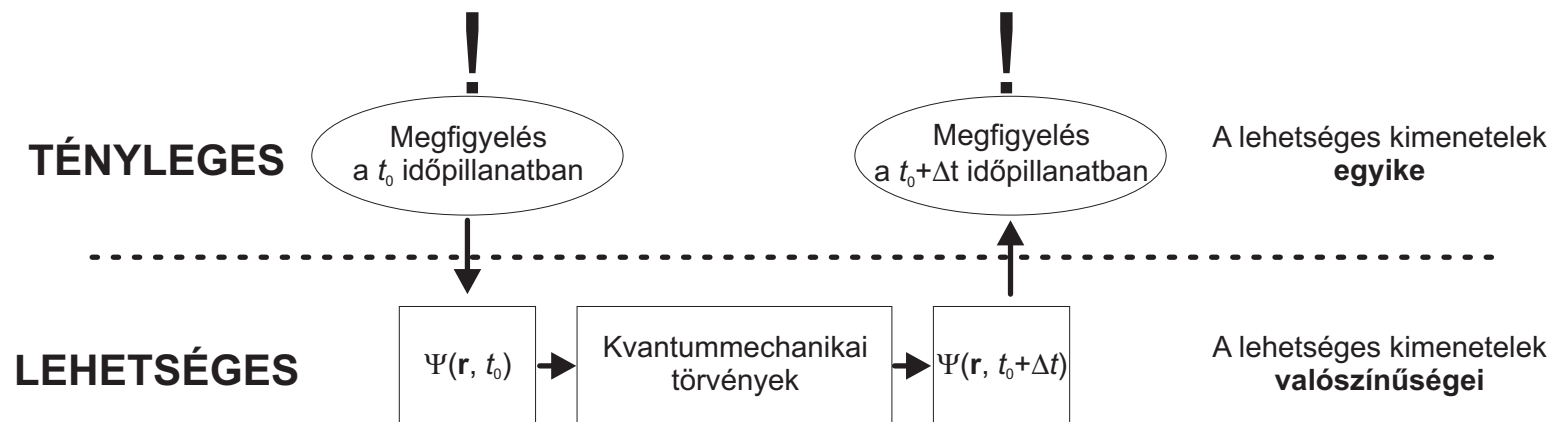 !
!
TÉNYLEGES
Megfigyelés
a t₀ időpillanatban
Megfigyelés
a t₀+Δt időpillanatban
A lehetséges kimenetelek
egyike
LEHETSÉGES
Ψ(r, t₀)
Kvantummechanikai
törvények
Ψ(r, t₀+Δt)
A lehetséges kimenetelek
valószínűségei